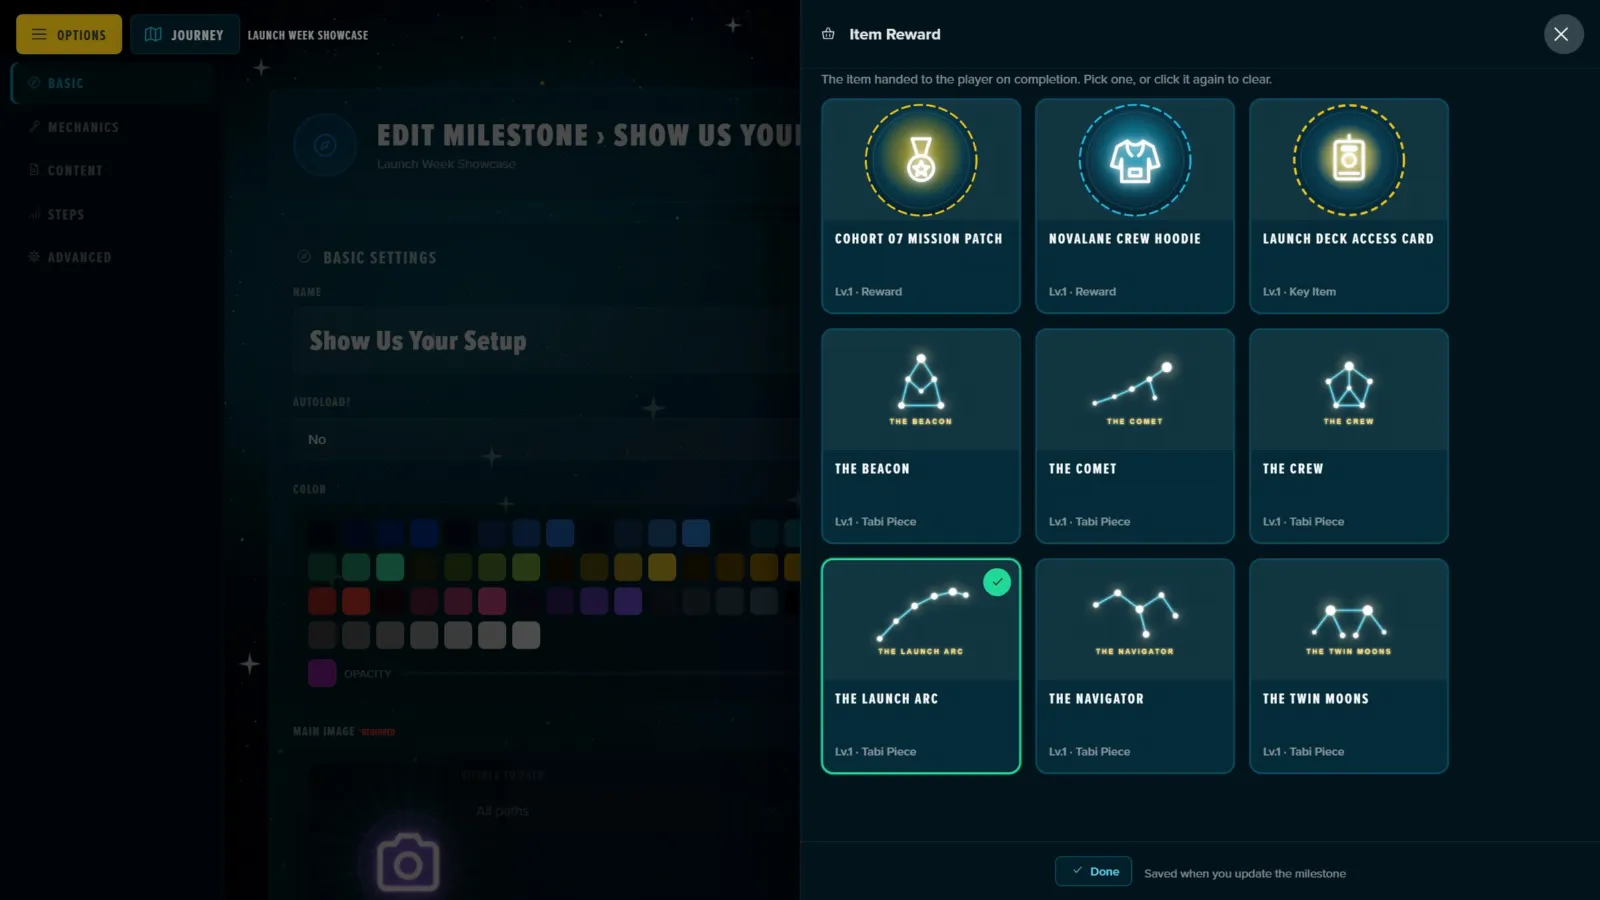 OPTIONS
JOURNEY
LAUNCH WEEK SHOWCASE
BASIC
MECHANICS
CONTENT
STEPS
ADVANCED
EDIT MILESTONE › SHOW US YOU
Launch Week Showcase
BASIC SETTINGS
NAME
Show Us Your Setup
AUTOLOAD?
No
COLOR
OPACITY
MAIN IMAGE *REQUIRED
All paths
Item Reward
The item handed to the player on completion. Pick one, or click it again to clear.
COHORT 07 MISSION PATCH
Lv.1 · Reward
NOVALANE CREW HOODIE
Lv.1 · Reward
LAUNCH DECK ACCESS CARD
Lv.1 · Key Item
THE BEACON
THE BEACON
Lv.1 · Tabi Piece
THE COMET
THE COMET
Lv.1 · Tabi Piece
THE CREW
THE CREW
Lv.1 · Tabi Piece
THE LAUNCH ARC
THE LAUNCH ARC
Lv.1 · Tabi Piece
THE NAVIGATOR
THE NAVIGATOR
Lv.1 · Tabi Piece
THE TWIN MOONS
THE TWIN MOONS
Lv.1 · Tabi Piece
Done
Saved when you update the milestone